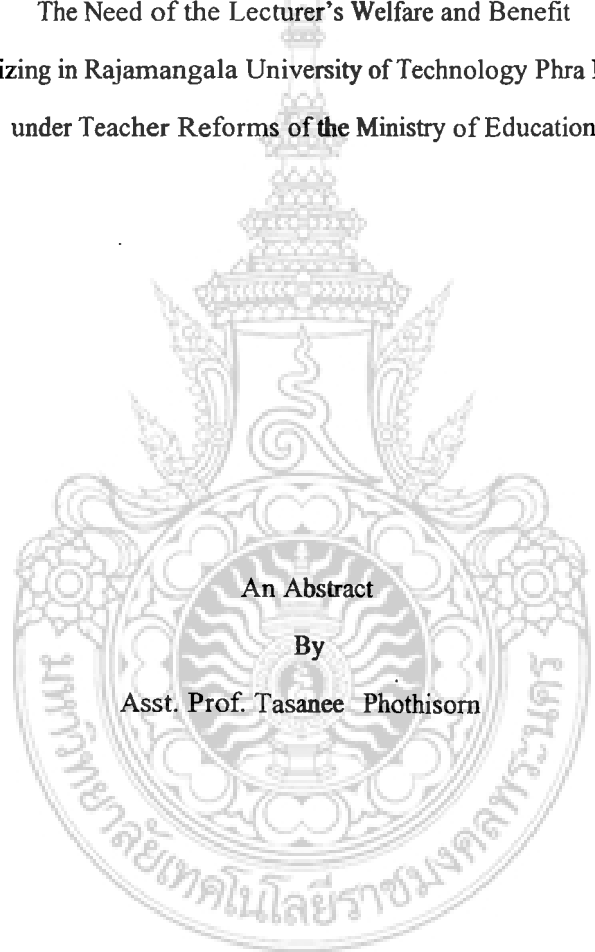 The Need of the Lecturer's Welfare and Benefit
izing in Rajamangala University of Technology Phra
under Teacher Reforms of the Ministry of Education
An Abstract
By
Asst. Prof. Tasanee Phothisorn
มหาวิทยาลัยเทคโนโลยีราชมงคลพระนคร